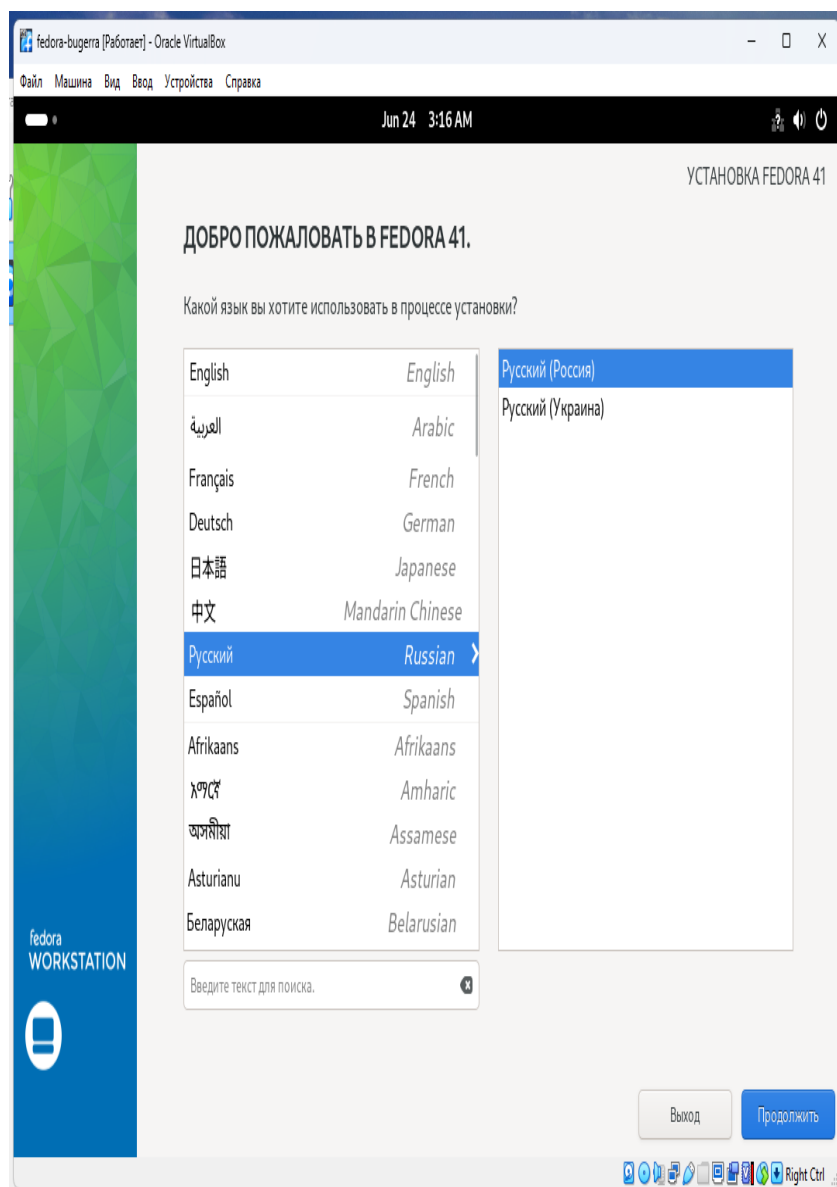 fedora-bugerra [Работает] - Oracle VirtualBox
Файл Машина Вид Ввод Устройства Справка
Jun 24 3:16 AM
УСТАНОВКА FEDORA 41
ДОБРО ПОЖАЛОВАТЬ В FEDORA 41.
Какой язык вы хотите использовать в процессе установки?
English English
العربية Arabic
Français French
Deutsch German
日本語 Japanese
中文 Mandarin Chinese
Русский Russian
Español Spanish
Afrikaans Afrikaans
አማርኛ Amharic
অসমীয়া Assamese
Asturianu Asturian
Беларуская Belarusian
Русский (Россия)
Русский (Украина)
Введите текст для поиска.
fedora
WORKSTATION
Выход Продолжить
Right Ctrl